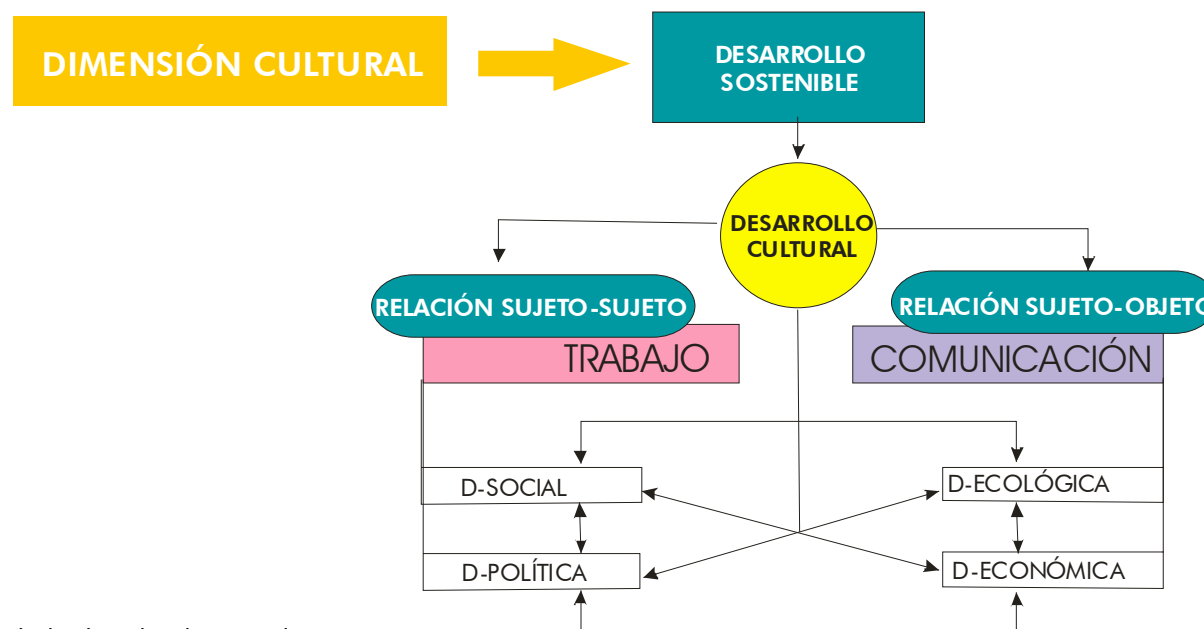 DIMENSIÓN CULTURAL
DESARROLLO
SOSTENIBLE
DESARROLLO
CULTURAL
RELACIÓN SUJETO-SUJETO
RELACIÓN SUJETO-OBJETO
TRABAJO
COMUNICACIÓN
D-SOCIAL
D-ECOLÓGICA
D-POLÍTICA
D-ECONÓMICA